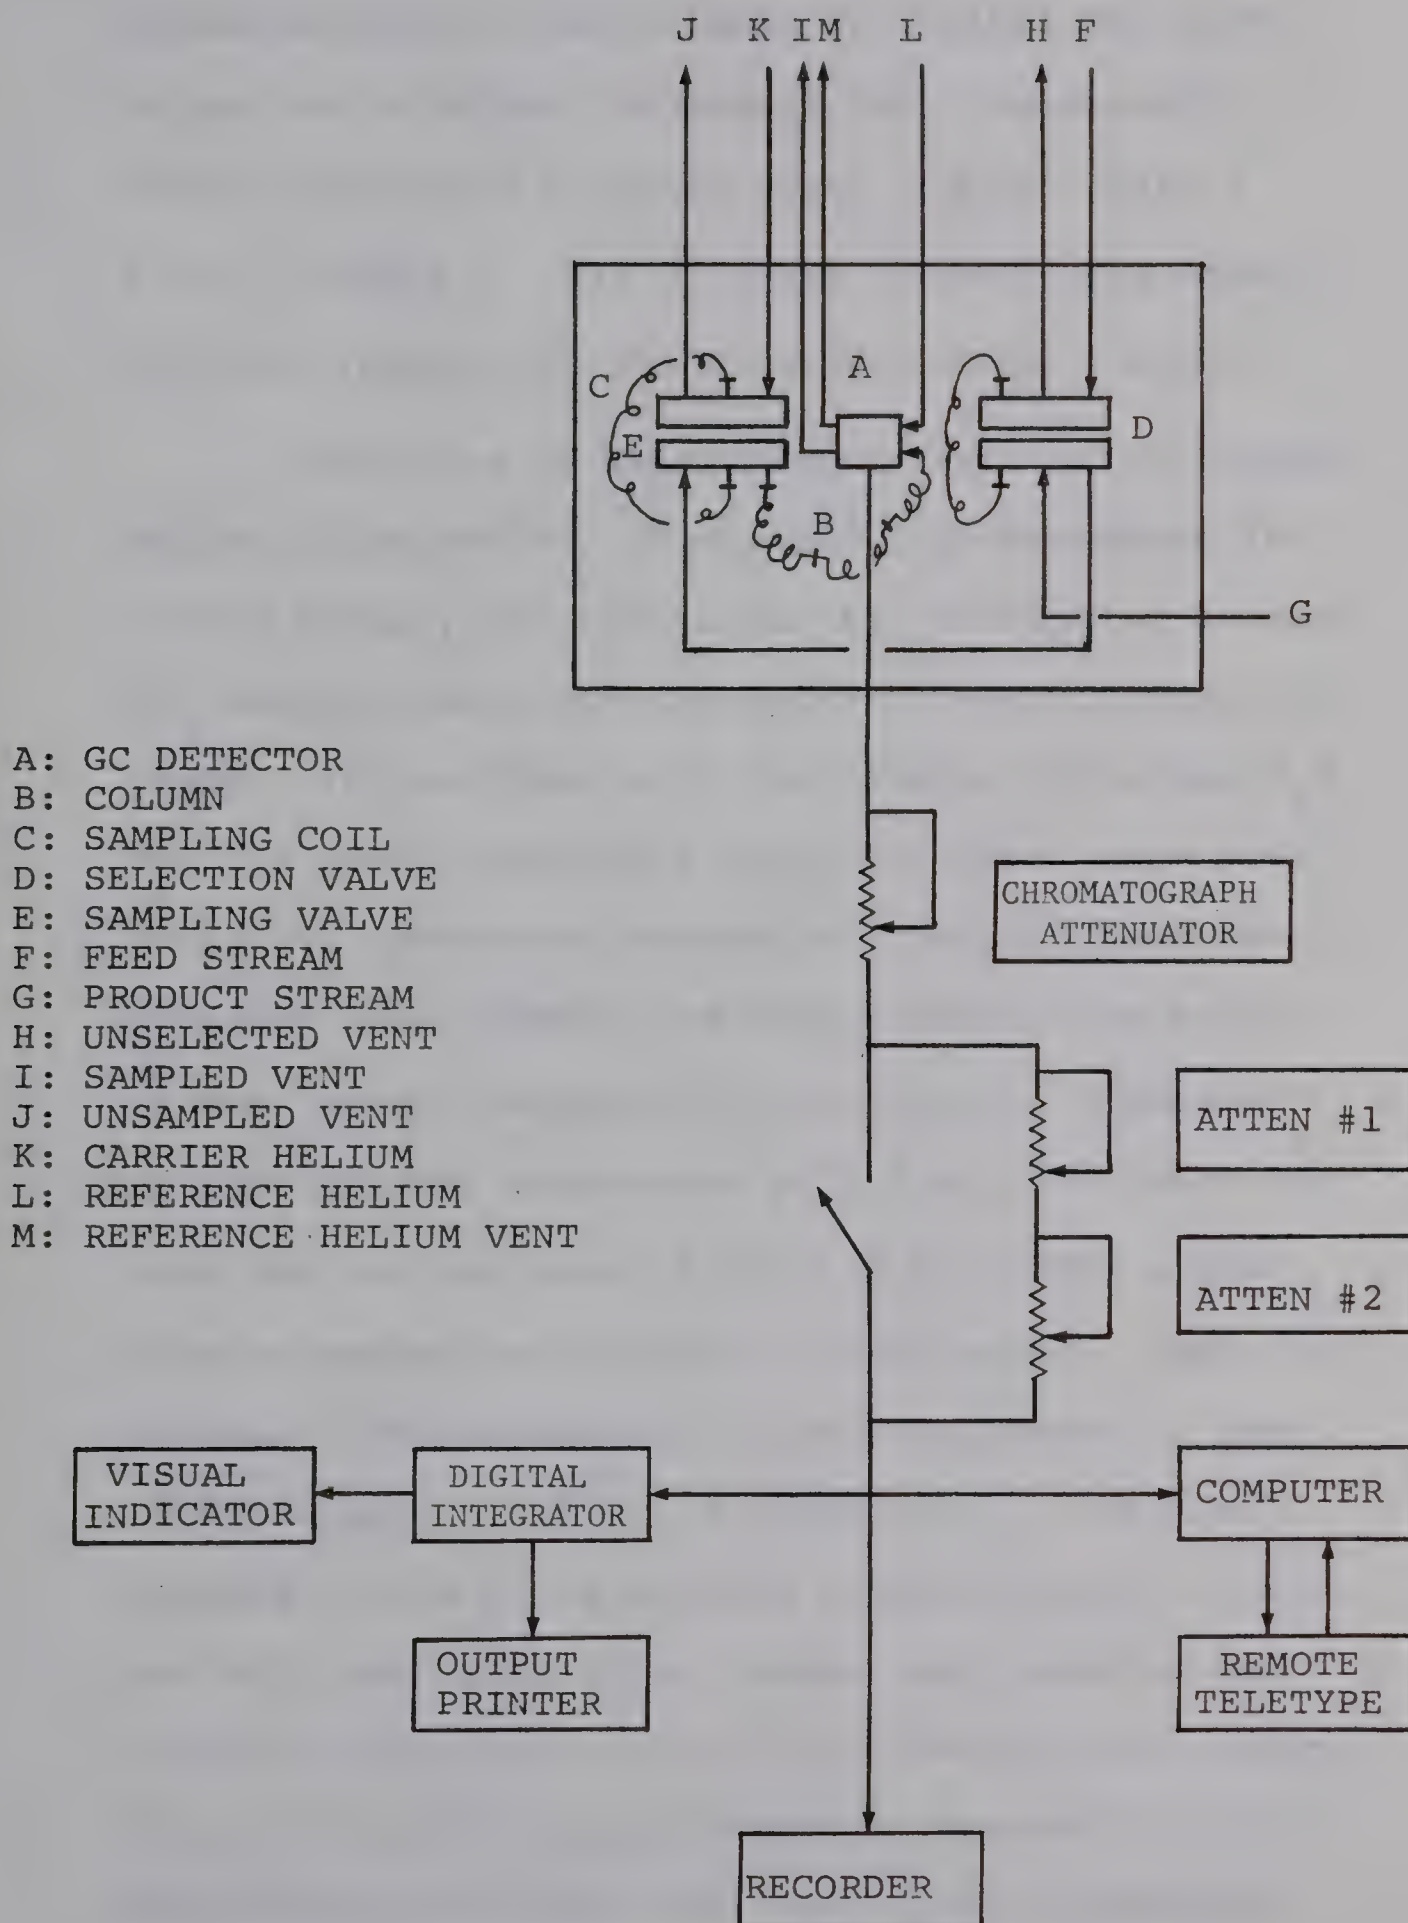 J K I M L H F
A
C
D
E
B
G
A: GC DETECTOR
B: COLUMN
C: SAMPLING COIL
D: SELECTION VALVE
E: SAMPLING VALVE
F: FEED STREAM
G: PRODUCT STREAM
H: UNSELECTED VENT
I: SAMPLED VENT
J: UNSAMPLED VENT
K: CARRIER HELIUM
L: REFERENCE HELIUM
M: REFERENCE HELIUM VENT
CHROMATOGRAPH
ATTENUATOR
ATTEN #1
ATTEN #2
VISUAL
INDICATOR
DIGITAL
INTEGRATOR
COMPUTER
OUTPUT
PRINTER
REMOTE
TELETYPE
RECORDER